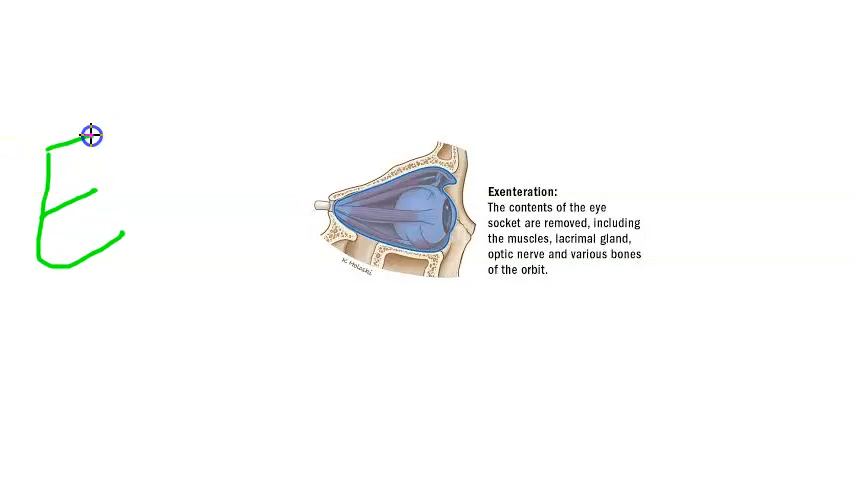 E
Exenteration:
The contents of the eye
socket are removed, including
the muscles, lacrimal gland,
optic nerve and various bones
of the orbit.
K. Holoski